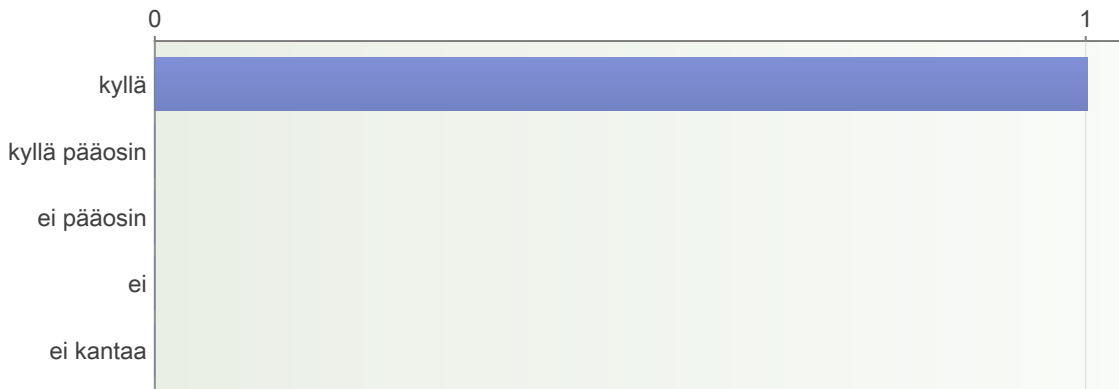 0 1
kyllä
kyllä pääosin
ei pääosin
ei
ei kantaa